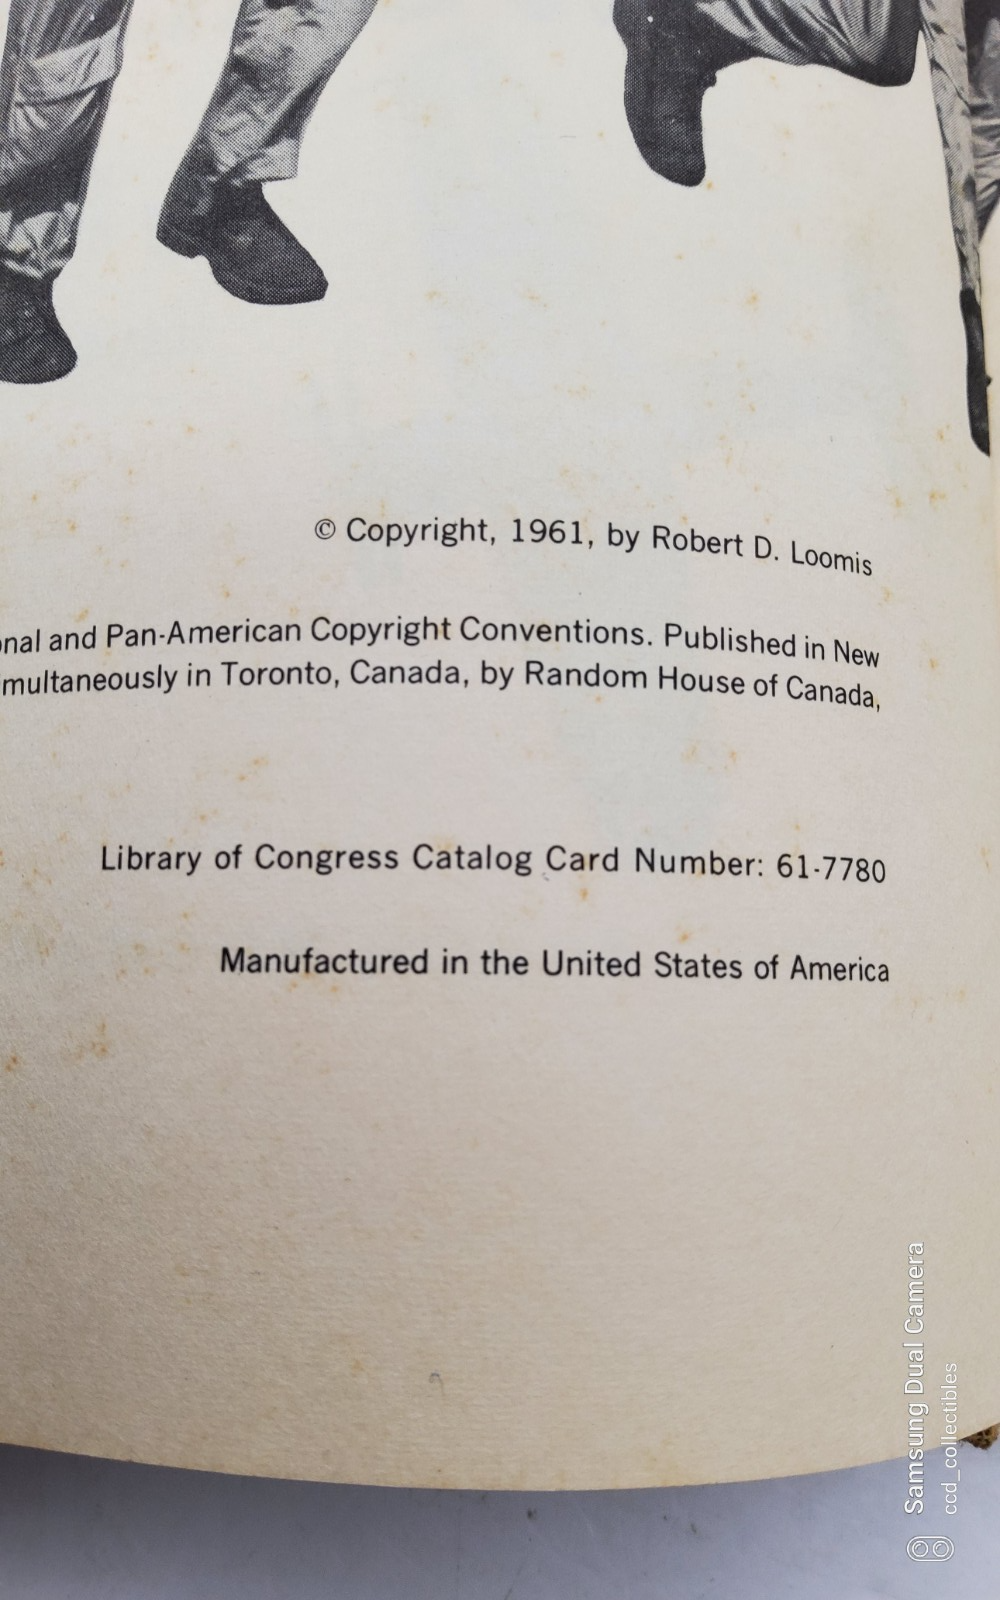 © Copyright, 1961, by Robert D. Loomis
and Pan-American Copyright Conventions. Published in New
in Toronto, Canada, by Random House of Canada,
Library of Congress Catalog Card Number: 61-7780
Manufactured in the United States of America
Samsung Dual Camera
ccd_collectibles